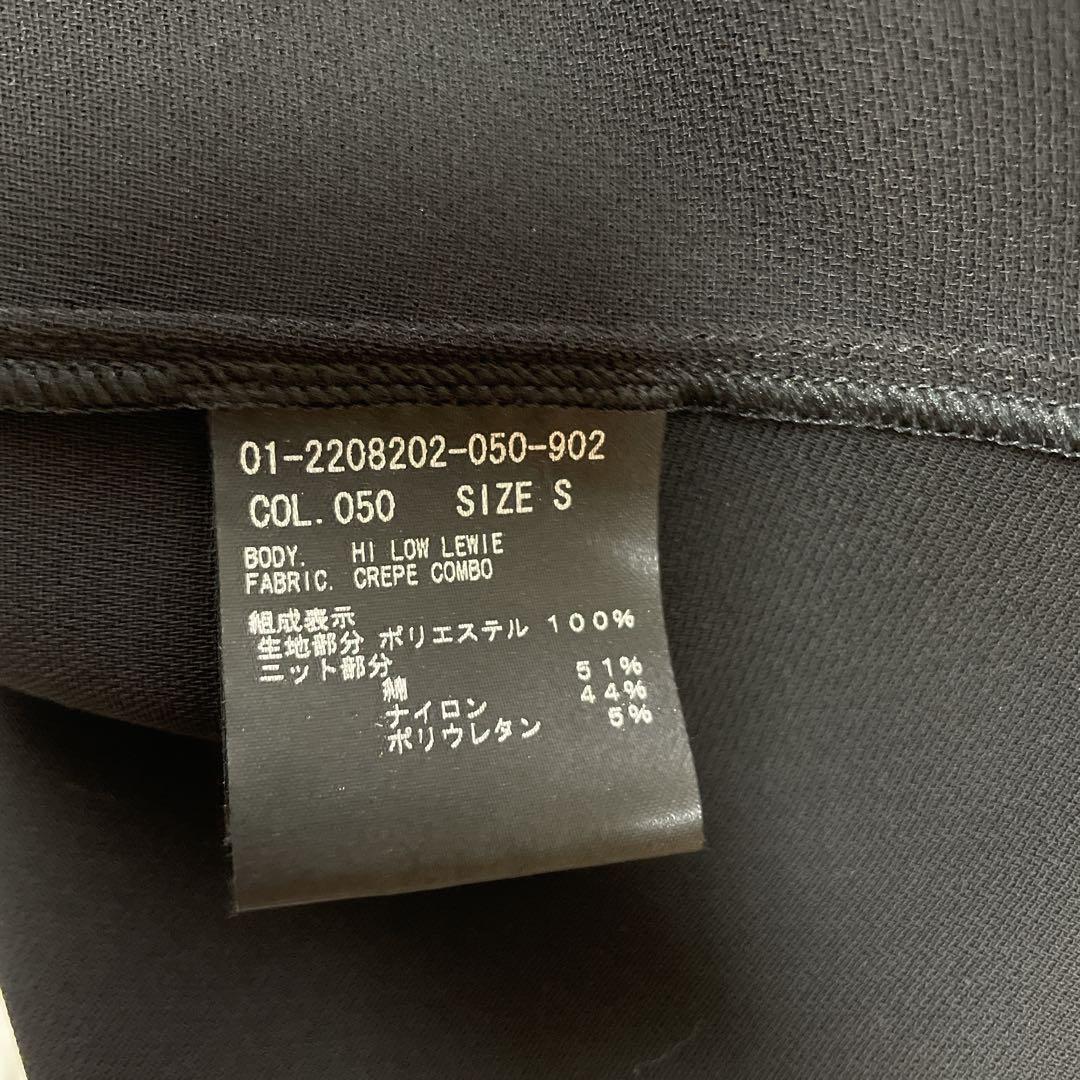 01-2208202-050-902
COL.050 SIZE S
BODY. HI LOW LEWIE
FABRIC. CREPE COMBO
組成表示
生地部分 ポリエステル 100%
ニット部分
綿 51%
ナイロン 44%
ポリウレタン 5%